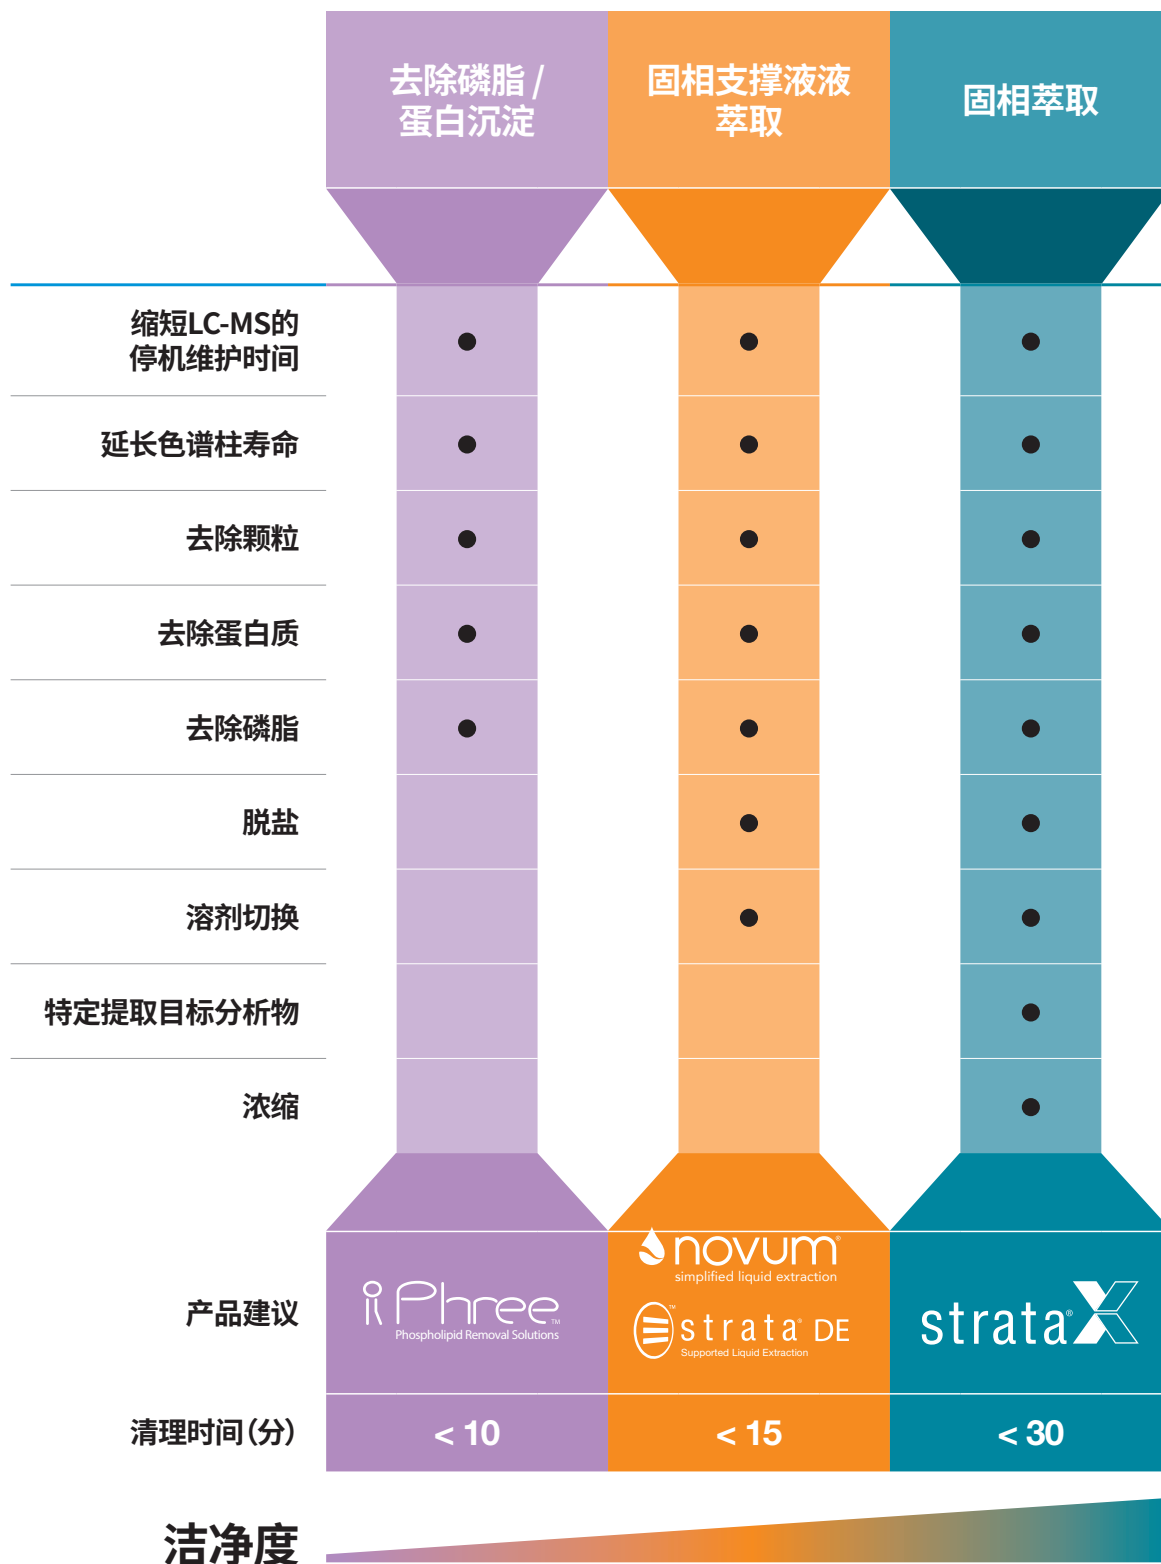 去除磷脂 /
蛋白沉淀
固相支撑液液
萃取
固相萃取
缩短LC-MS的
停机维护时间
延长色谱柱寿命
去除颗粒
去除蛋白质
去除磷脂
脱盐
溶剂切换
特定提取目标分析物
浓缩
产品建议
Phree™
Phospholipid Removal Solutions
novum®
simplified liquid extraction
strata® DE™
Supported Liquid Extraction
strata® X
清理时间(分)
< 10
< 15
< 30
洁净度